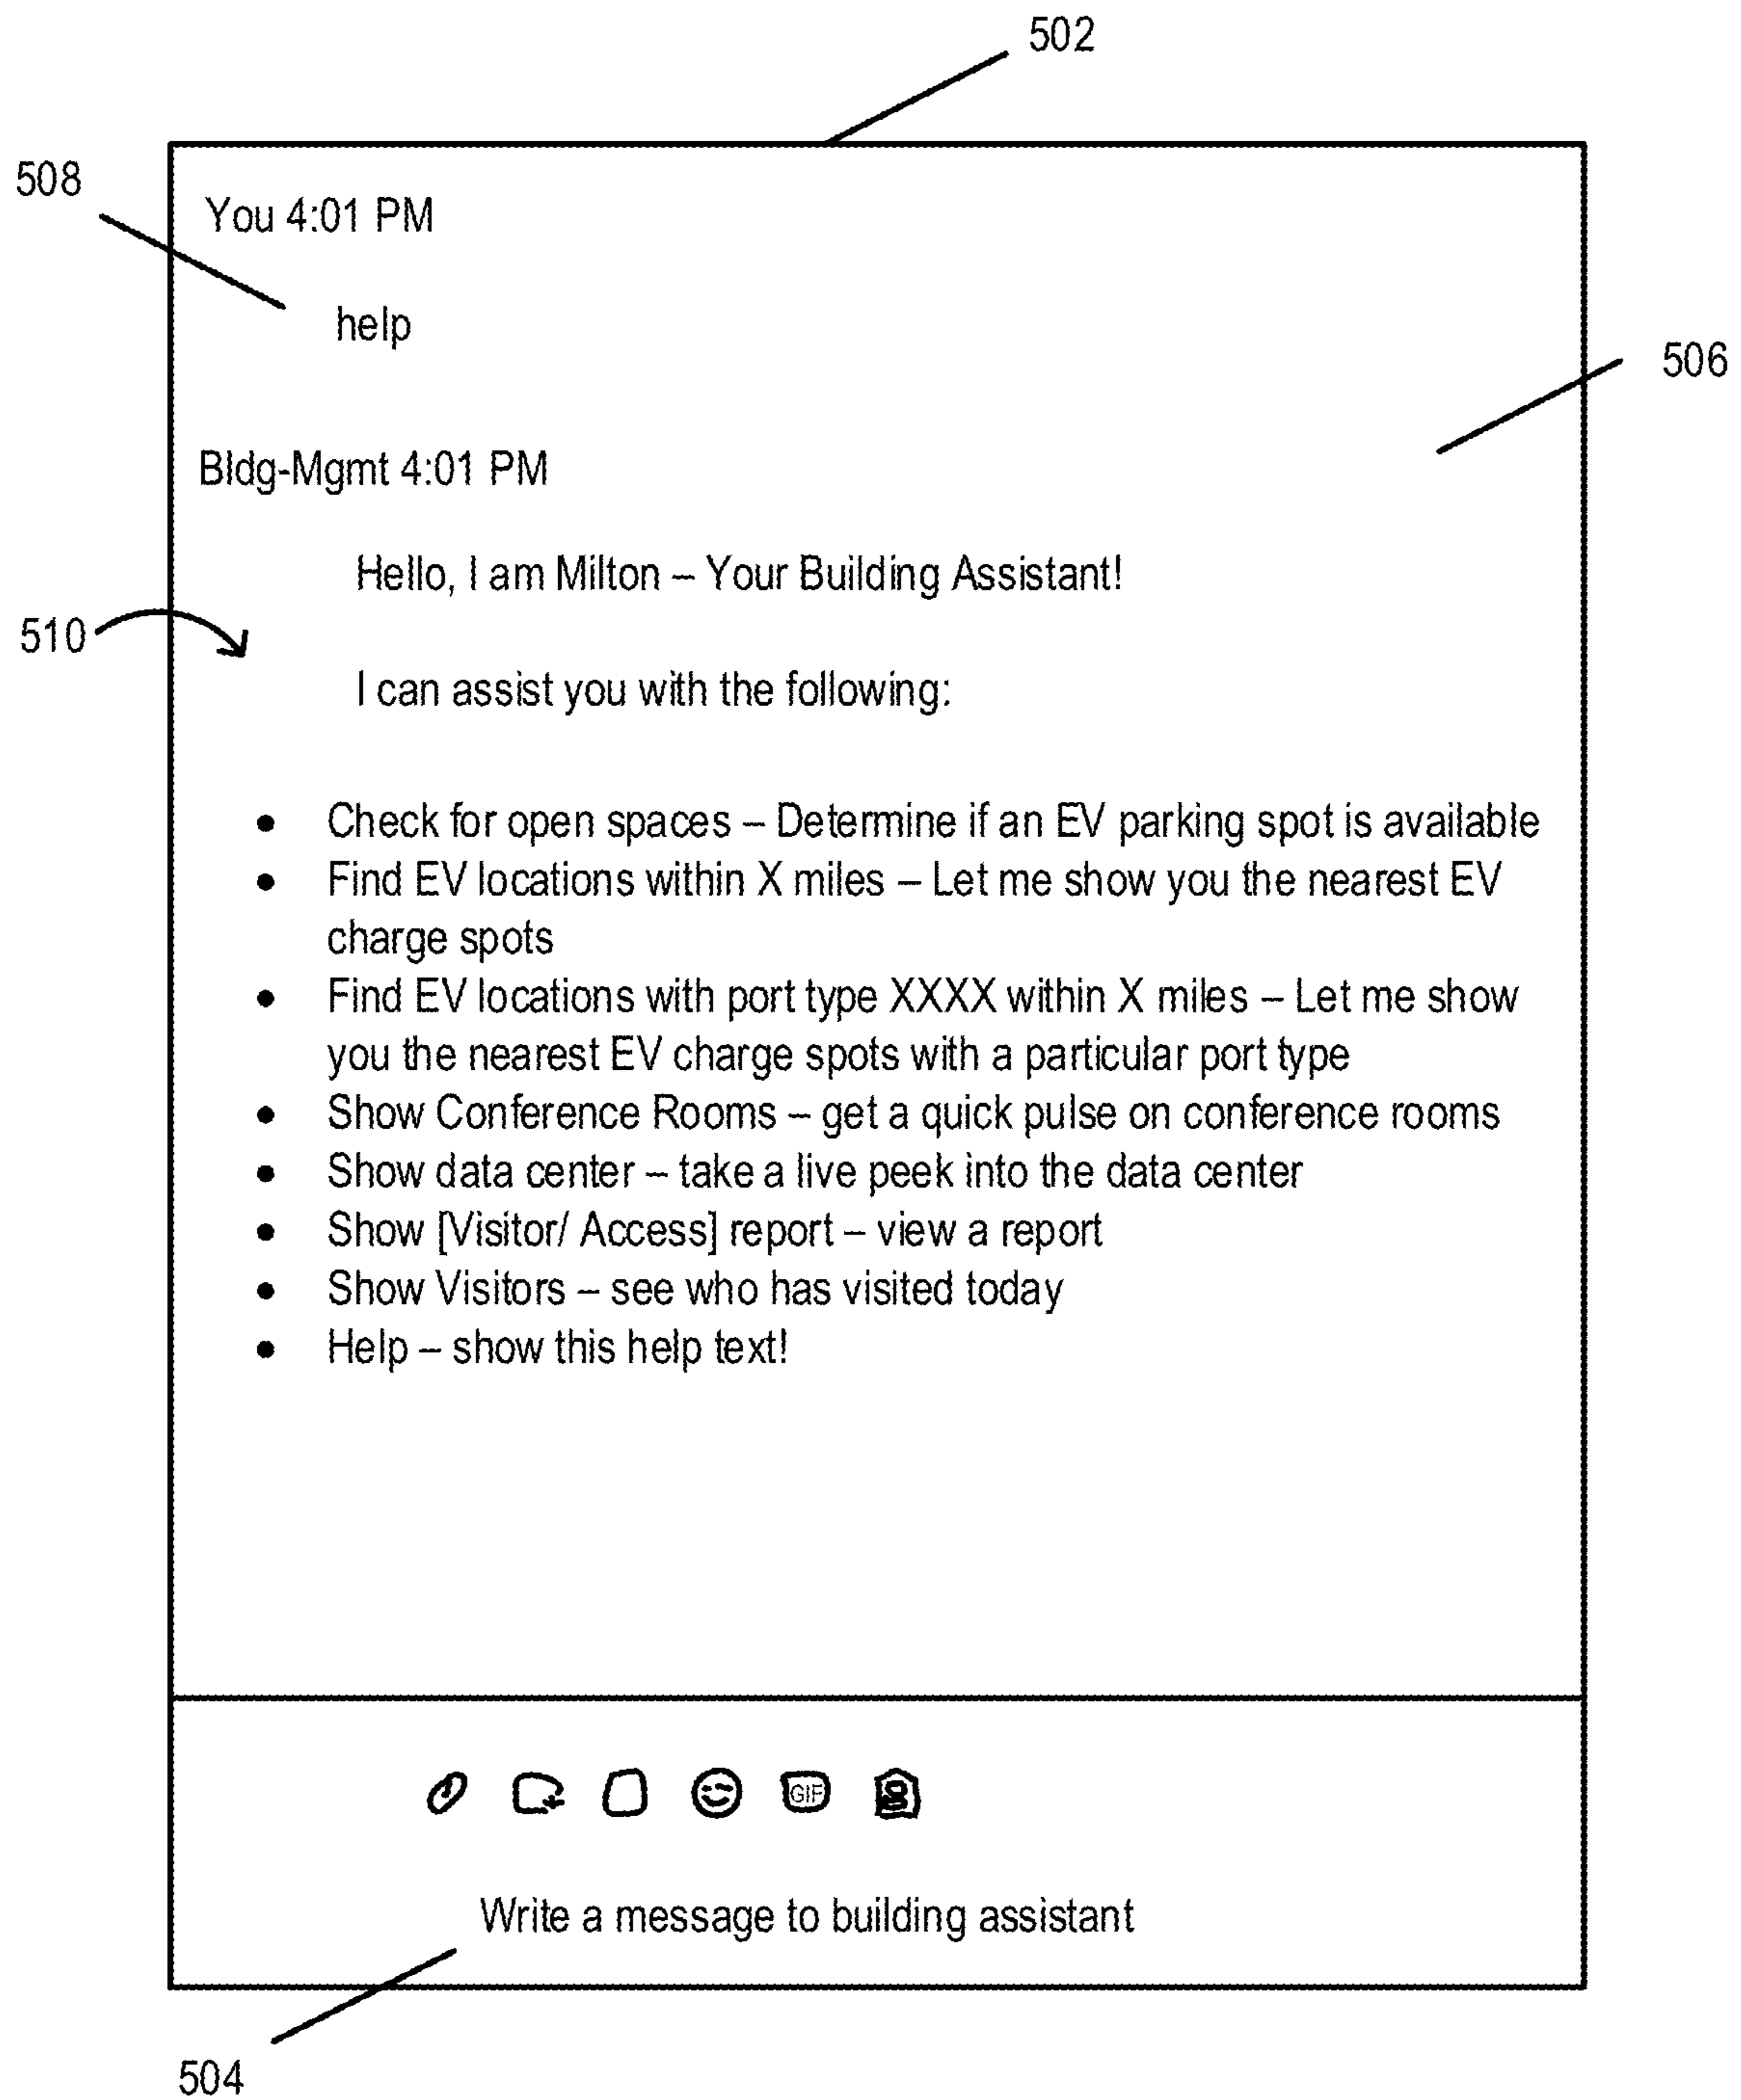 502
508
You 4:01 PM
help
506
Bldg-Mgmt 4:01 PM
Hello, I am Milton – Your Building Assistant!
510
I can assist you with the following:
• Check for open spaces – Determine if an EV parking spot is available
• Find EV locations within X miles – Let me show you the nearest EV
charge spots
• Find EV locations with port type XXXX within X miles – Let me show
you the nearest EV charge spots with a particular port type
• Show Conference Rooms – get a quick pulse on conference rooms
• Show data center – take a live peek into the data center
• Show [Visitor/ Access] report – view a report
• Show Visitors – see who has visited today
• Help – show this help text!
GIF
Write a message to building assistant
504